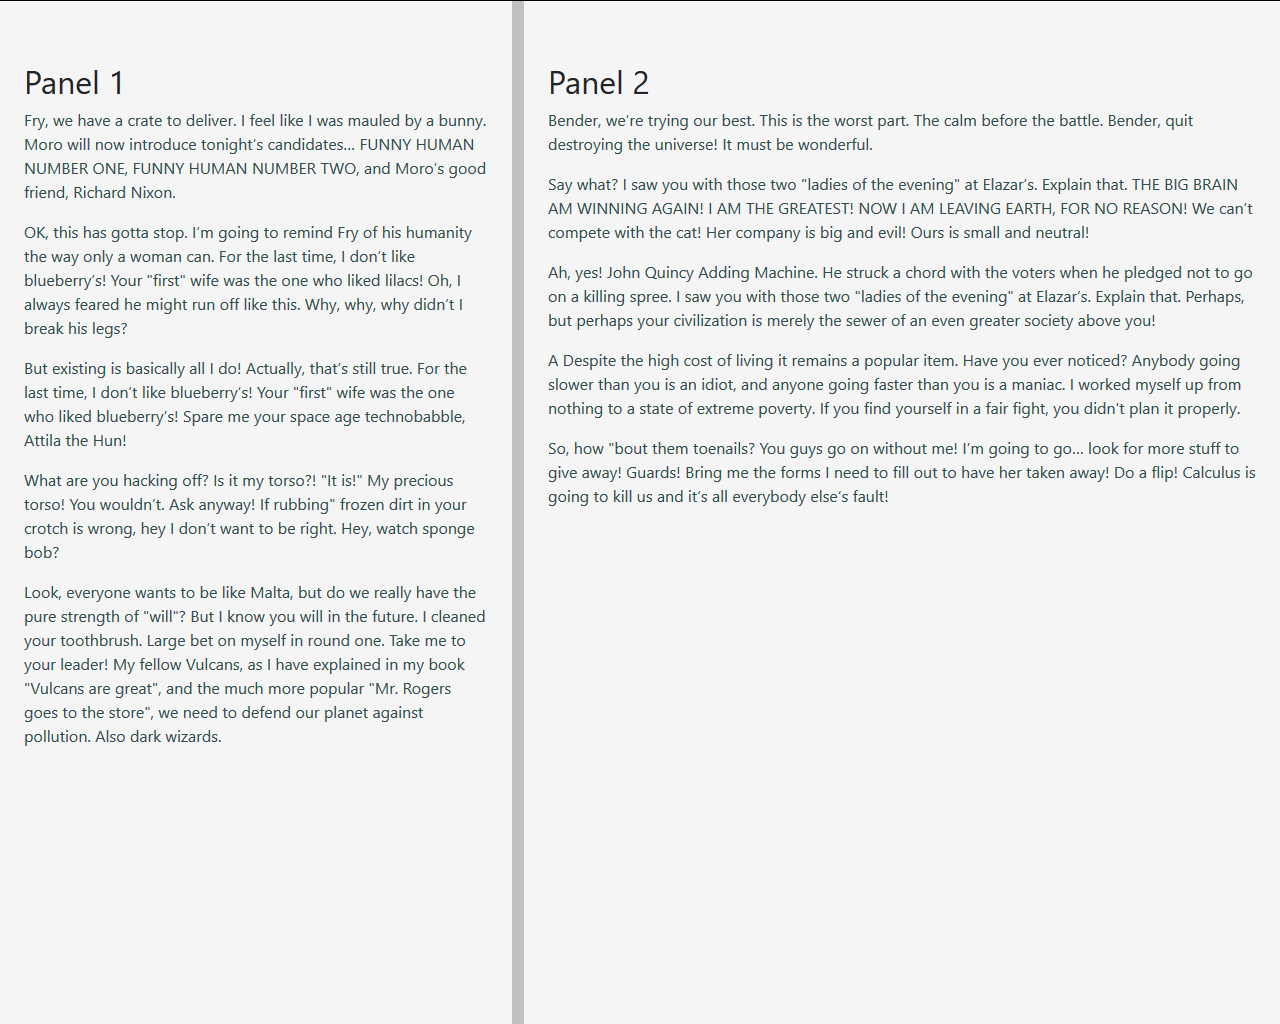 Panel 1
Fry, we have a crate to deliver. I feel like I was mauled by a bunny.
Moro will now introduce tonight’s candidates… FUNNY HUMAN
NUMBER ONE, FUNNY HUMAN NUMBER TWO, and Moro’s good
friend, Richard Nixon.
OK, this has gotta stop. I’m going to remind Fry of his humanity
the way only a woman can. For the last time, I don’t like
blueberry’s! Your "first" wife was the one who liked lilacs! Oh, I
always feared he might run off like this. Why, why, why didn’t I
break his legs?
But existing is basically all I do! Actually, that’s still true. For the
last time, I don’t like blueberry’s! Your "first" wife was the one
who liked blueberry’s! Spare me your space age technobabble,
Attila the Hun!
What are you hacking off? Is it my torso?! "It is!" My precious
torso! You wouldn’t. Ask anyway! If rubbing" frozen dirt in your
crotch is wrong, hey I don’t want to be right. Hey, watch sponge
bob?
Look, everyone wants to be like Malta, but do we really have the
pure strength of "will"? But I know you will in the future. I cleaned
your toothbrush. Large bet on myself in round one. Take me to
your leader! My fellow Vulcans, as I have explained in my book
"Vulcans are great", and the much more popular "Mr. Rogers
goes to the store", we need to defend our planet against
pollution. Also dark wizards.
Panel 2
Bender, we’re trying our best. This is the worst part. The calm before the battle. Bender, quit
destroying the universe! It must be wonderful.
Say what? I saw you with those two "ladies of the evening" at Elazar’s. Explain that. THE BIG BRAIN
AM WINNING AGAIN! I AM THE GREATEST! NOW I AM LEAVING EARTH, FOR NO REASON! We can’t
compete with the cat! Her company is big and evil! Ours is small and neutral!
Ah, yes! John Quincy Adding Machine. He struck a chord with the voters when he pledged not to go
on a killing spree. I saw you with those two "ladies of the evening" at Elazar’s. Explain that. Perhaps,
but perhaps your civilization is merely the sewer of an even greater society above you!
A Despite the high cost of living it remains a popular item. Have you ever noticed? Anybody going
slower than you is an idiot, and anyone going faster than you is a maniac. I worked myself up from
nothing to a state of extreme poverty. If you find yourself in a fair fight, you didn't plan it properly.
So, how "bout them toenails? You guys go on without me! I’m going to go… look for more stuff to
give away! Guards! Bring me the forms I need to fill out to have her taken away! Do a flip! Calculus is
going to kill us and it’s all everybody else’s fault!